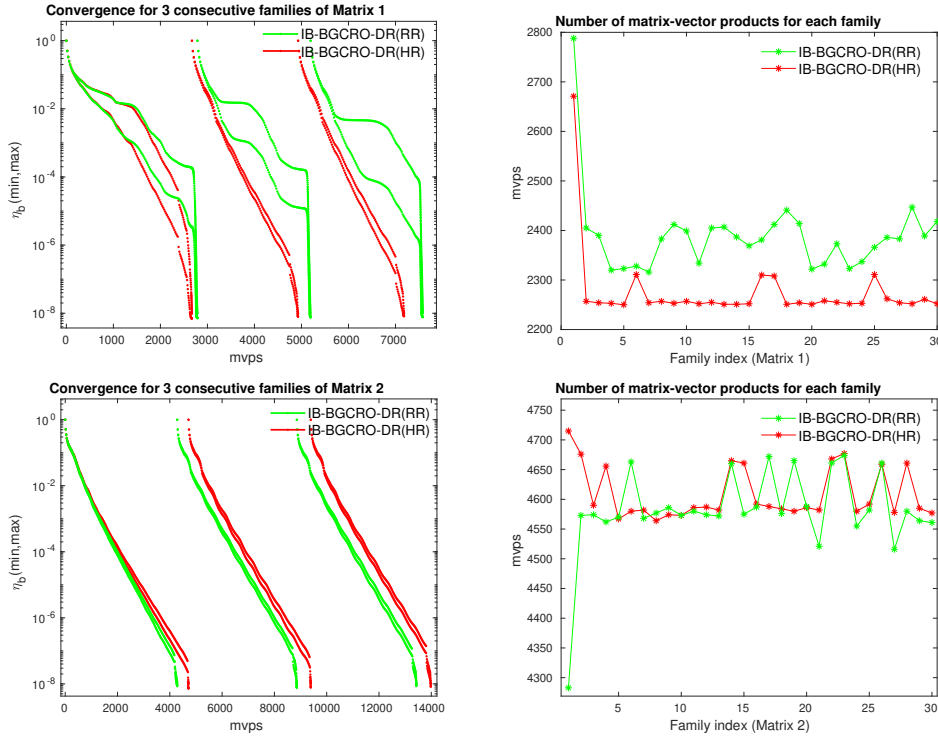 Convergence for 3 consecutive families of Matrix 1
IB-BGCRO-DR(RR)
IB-BGCRO-DR(HR)
10^0
10^-2
10^-4
10^-6
10^-8
η_b(min,max)
0 1000 2000 3000 4000 5000 6000 7000
mvps
Number of matrix-vector products for each family
IB-BGCRO-DR(RR)
IB-BGCRO-DR(HR)
2800
2700
2600
2500
2400
2300
2200
mvps
0 5 10 15 20 25 30
Family index (Matrix 1)
Convergence for 3 consecutive families of Matrix 2
IB-BGCRO-DR(RR)
IB-BGCRO-DR(HR)
10^0
10^-2
10^-4
10^-6
10^-8
η_b(min,max)
0 2000 4000 6000 8000 10000 12000 14000
mvps
Number of matrix-vector products for each family
IB-BGCRO-DR(RR)
IB-BGCRO-DR(HR)
4750
4700
4650
4600
4550
4500
4450
4400
4350
4300
mvps
5 10 15 20 25 30
Family index (Matrix 2)